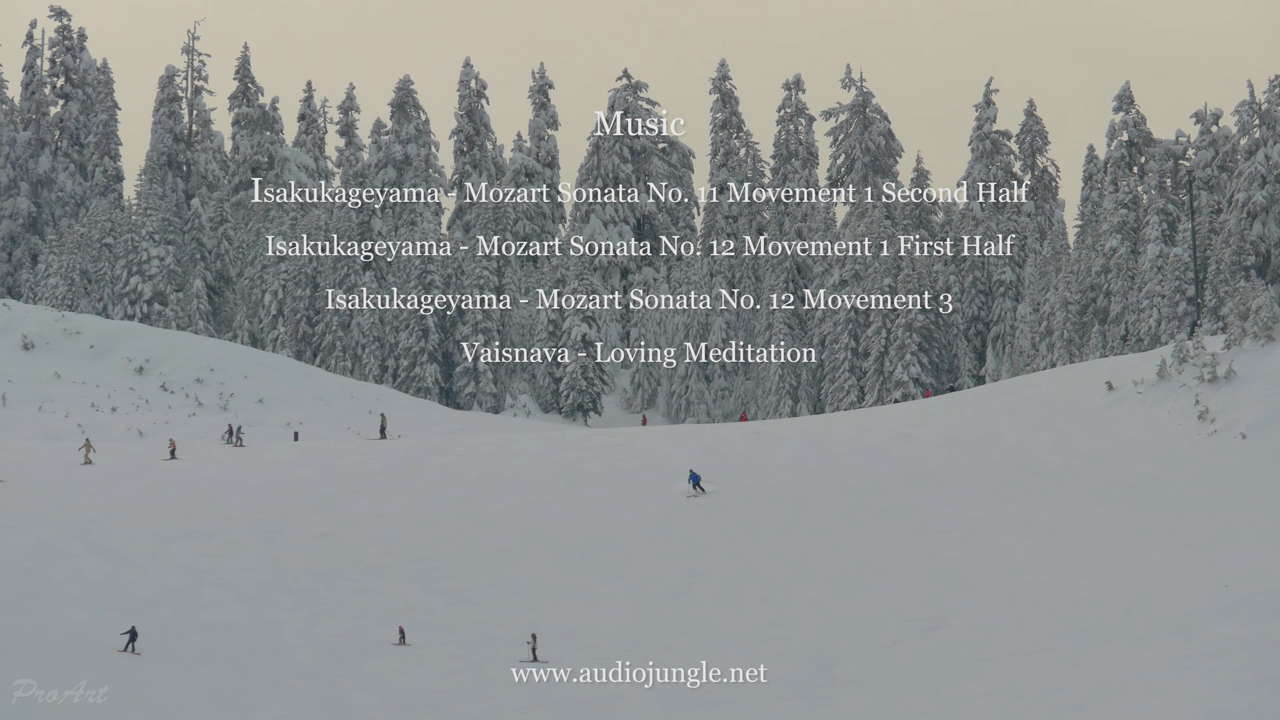 Music
Isakukageyama - Mozart Sonata No. 11 Movement 1 Second Half
Isakukageyama - Mozart Sonata No. 12 Movement 1 First Half
Isakukageyama - Mozart Sonata No. 12 Movement 3
Vaisnava - Loving Meditation
www.audiojungle.net
ProArt